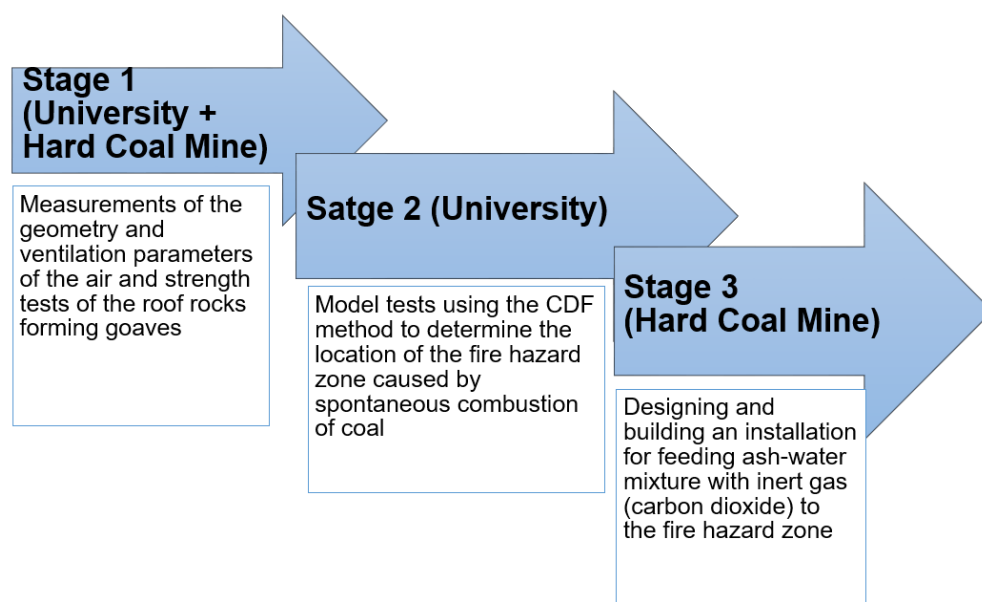 Stage 1
(University +
Hard Coal Mine)
Measurements of the
geometry and
ventilation parameters
of the air and strength
tests of the roof rocks
forming goaves
Satge 2 (University)
Model tests using the CDF
method to determine the
location of the fire hazard
zone caused by
spontaneous combustion
of coal
Stage 3
(Hard Coal Mine)
Designing and
building an installation
for feeding ash-water
mixture with inert gas
(carbon dioxide) to
the fire hazard zone